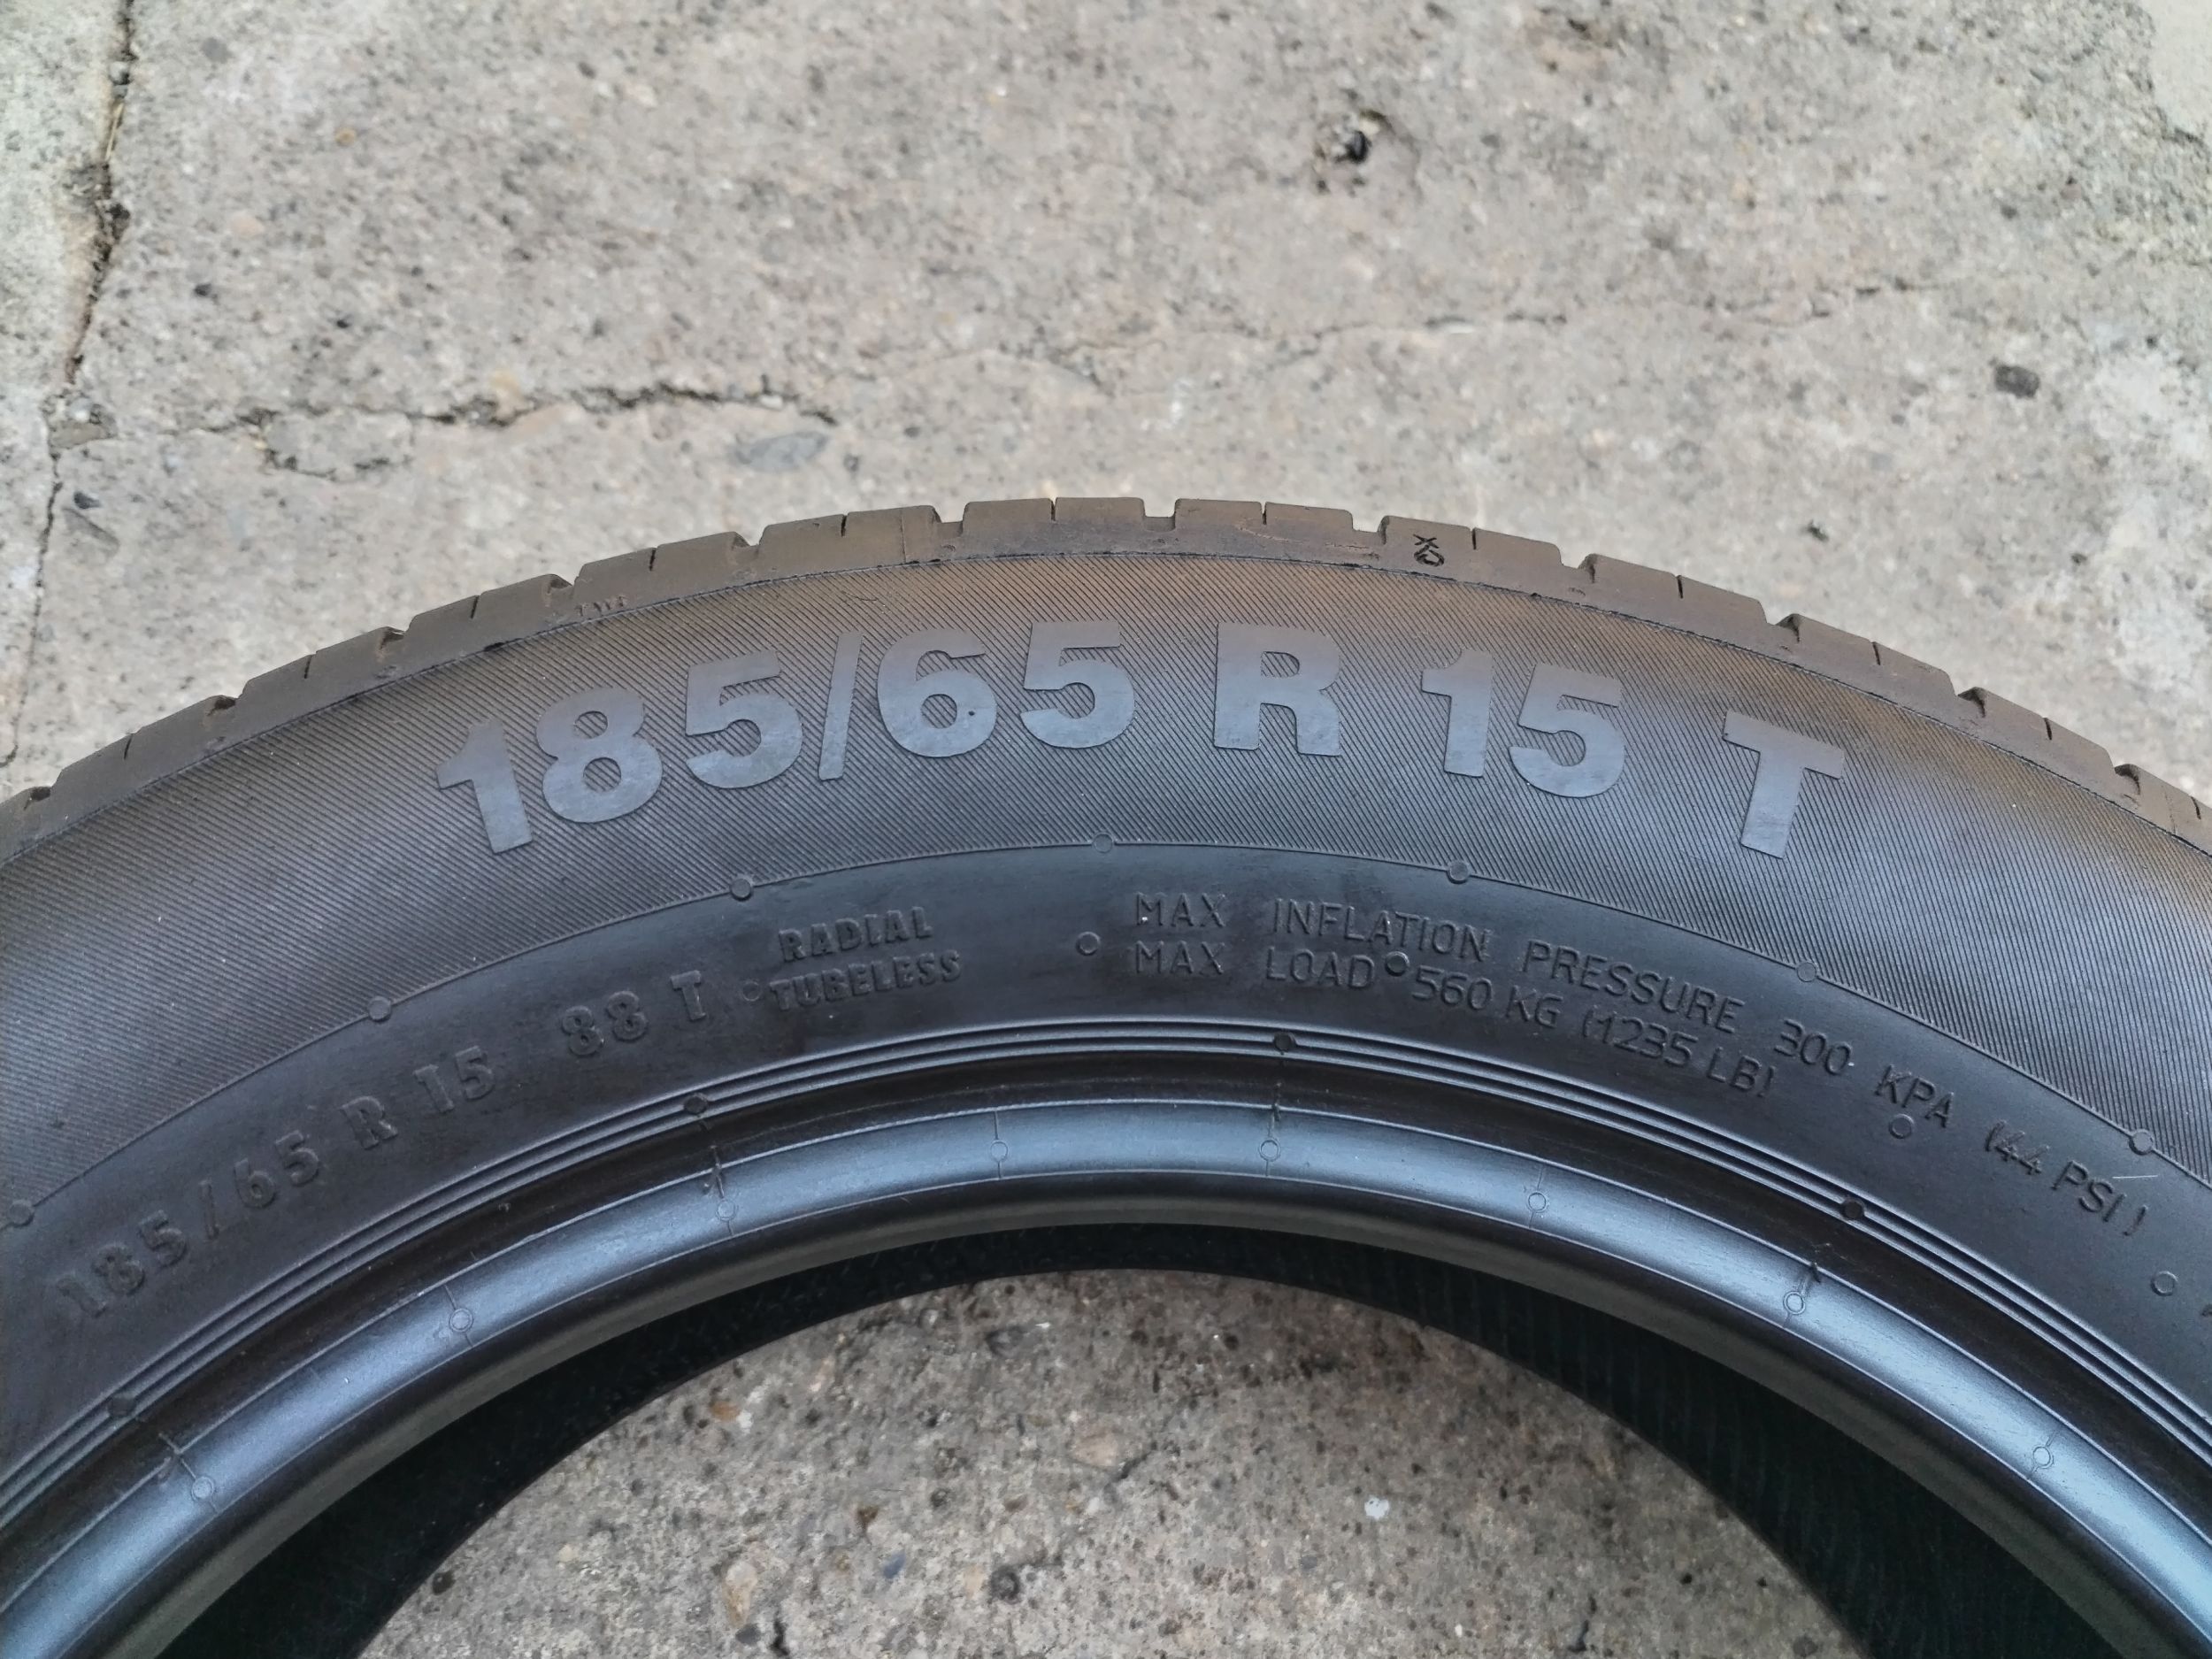 TWI
185/65 R 15 T
185/65 R 15 88 T
RADIAL
TUBELESS
MAX INFLATION PRESSURE 300 KPA (44 PSI)
MAX LOAD 560 KG (1235 LB)